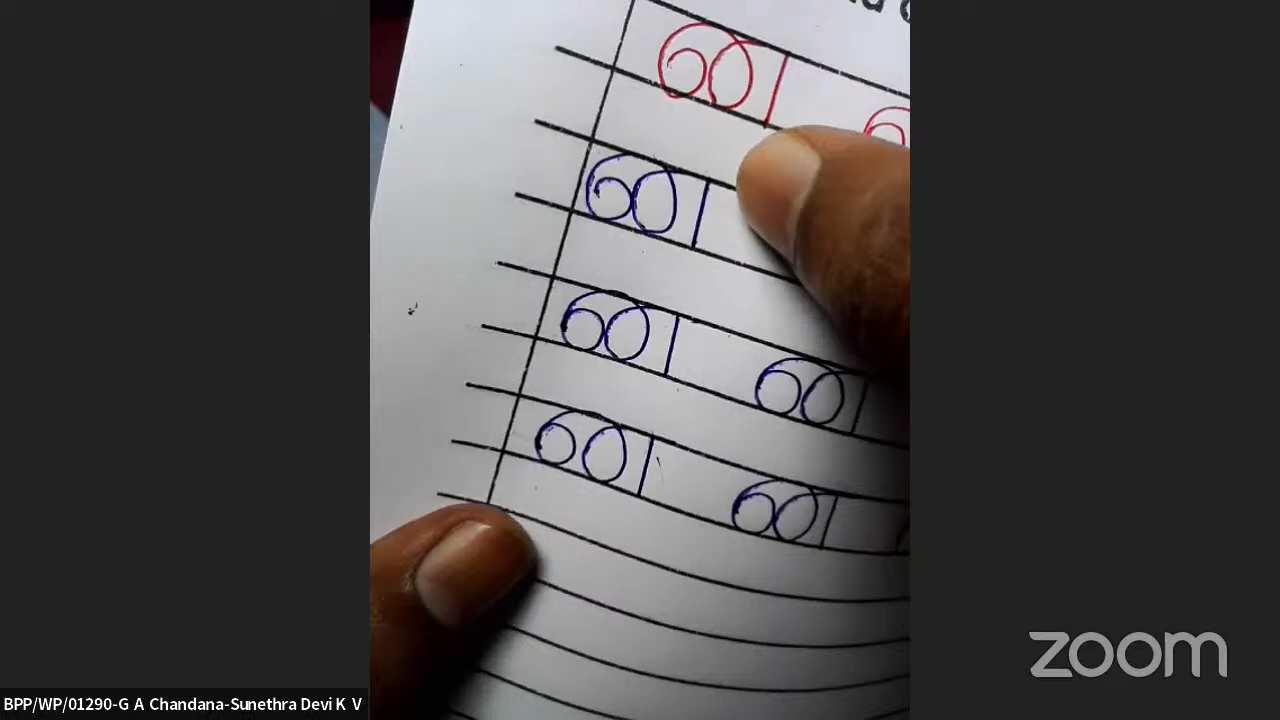 ன
ன
ன ன
ன ன
BPP/WP/01290-G A Chandana-Sunethra Devi K V
zoom